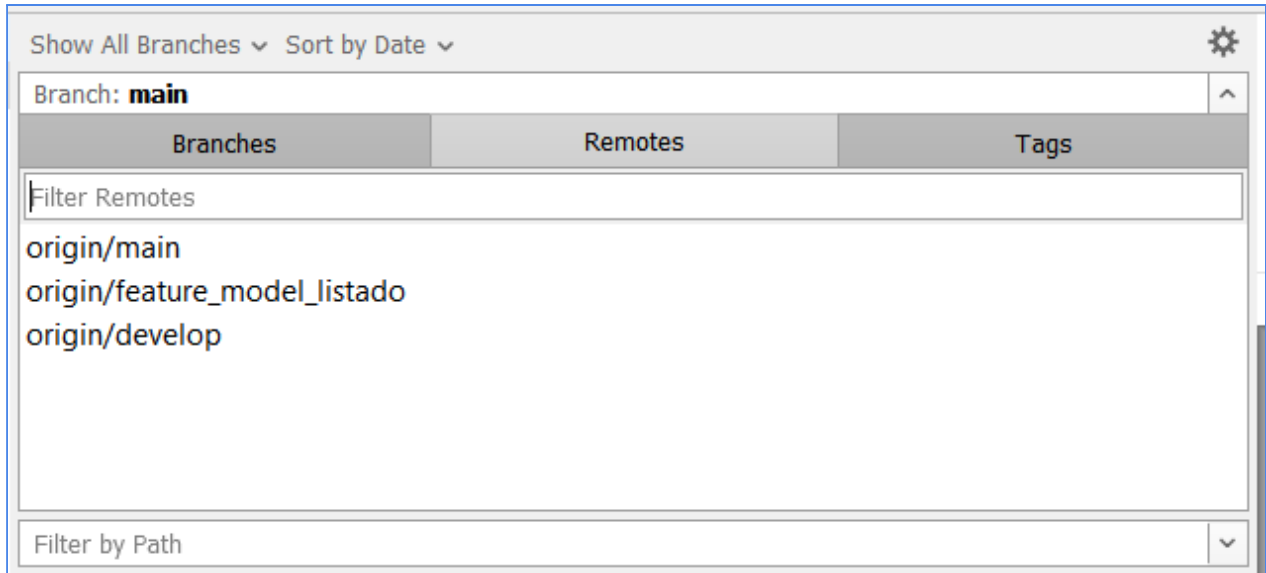 Show All Branches Sort by Date
Branch: main
Branches Remotes Tags
Filter Remotes
origin/main
origin/feature_model_listado
origin/develop
Filter by Path